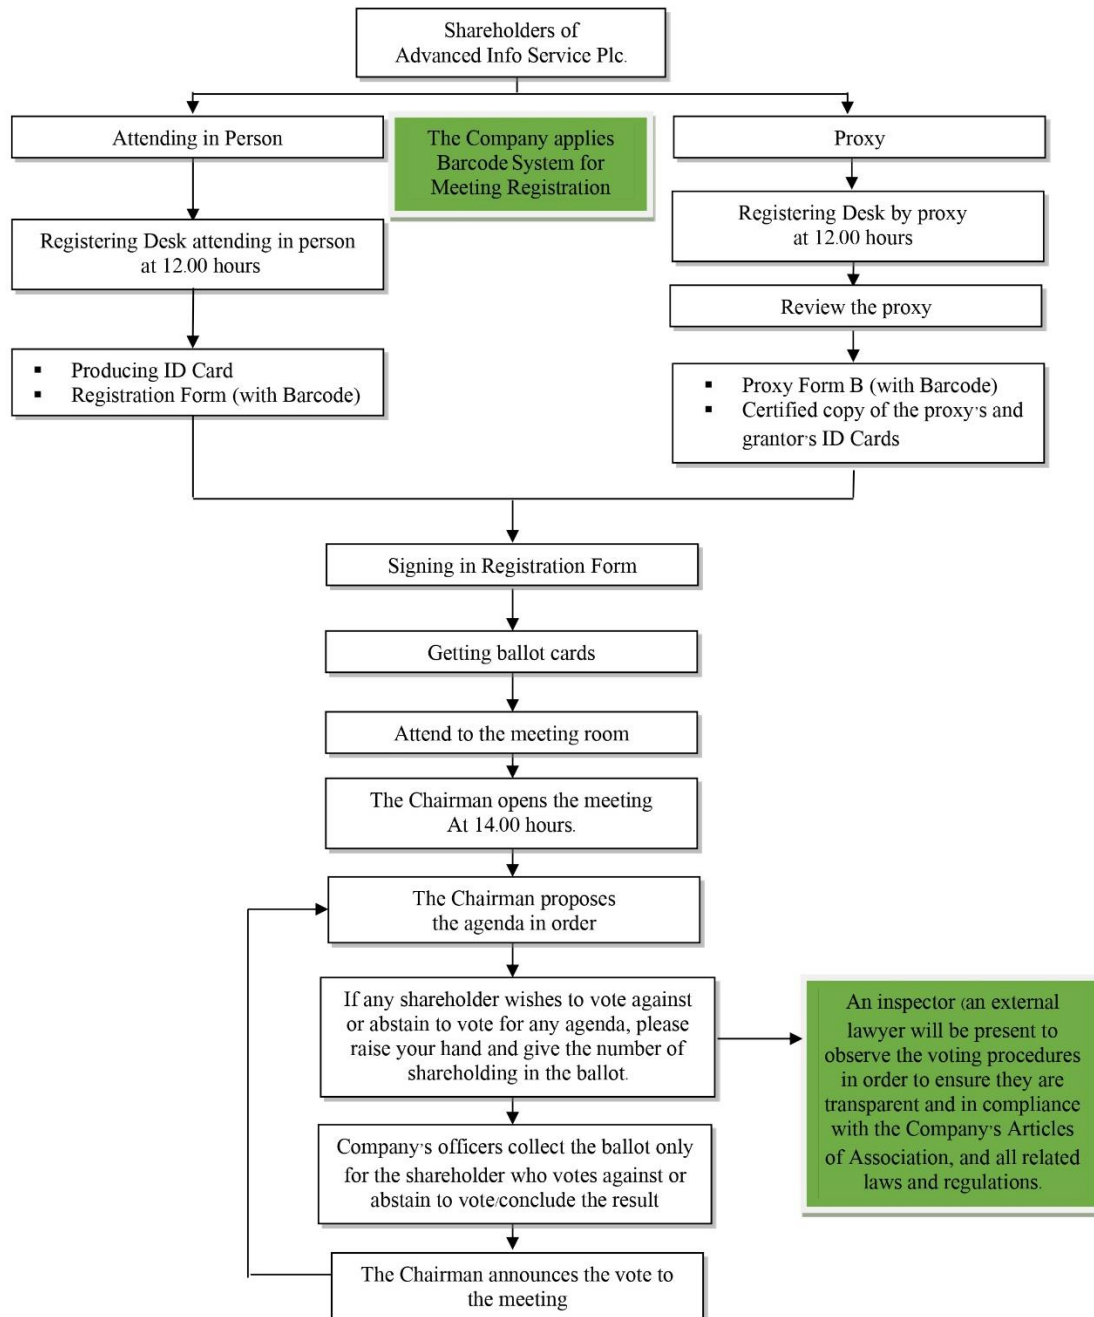 Shareholders of
Advanced Info Service Plc.
Attending in Person
The Company applies
Barcode System for
Meeting Registration
Proxy
Registering Desk attending in person
at 12.00 hours
Registering Desk by proxy
at 12.00 hours
Review the proxy
▪ Producing ID Card
▪ Registration Form (with Barcode)
▪ Proxy Form B (with Barcode)
▪ Certified copy of the proxy's and
grantor's ID Cards
Signing in Registration Form
Getting ballot cards
Attend to the meeting room
The Chairman opens the meeting
At 14.00 hours.
The Chairman proposes
the agenda in order
If any shareholder wishes to vote against
or abstain to vote for any agenda, please
raise your hand and give the number of
shareholding in the ballot.
An inspector (an external
lawyer will be present to
observe the voting procedures
in order to ensure they are
transparent and in compliance
with the Company's Articles
of Association, and all related
laws and regulations.
Company's officers collect the ballot only
for the shareholder who votes against or
abstain to vote/conclude the result
The Chairman announces the vote to
the meeting